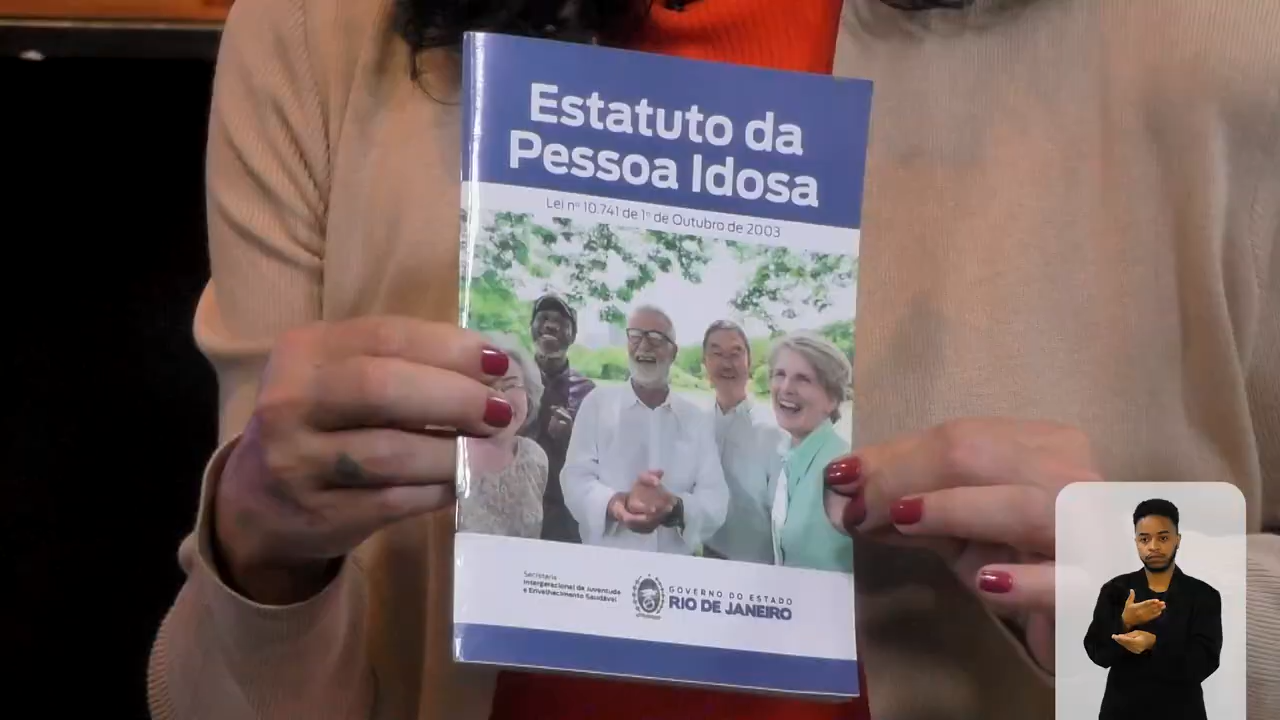 Estatuto da
Pessoa Idosa
Lei nº 10.741 de 1º de Outubro de 2003
Secretaria
Intergeracional de Juventude
e Envelhecimento Saudável
GOVERNO DO ESTADO
RIO DE JANEIRO